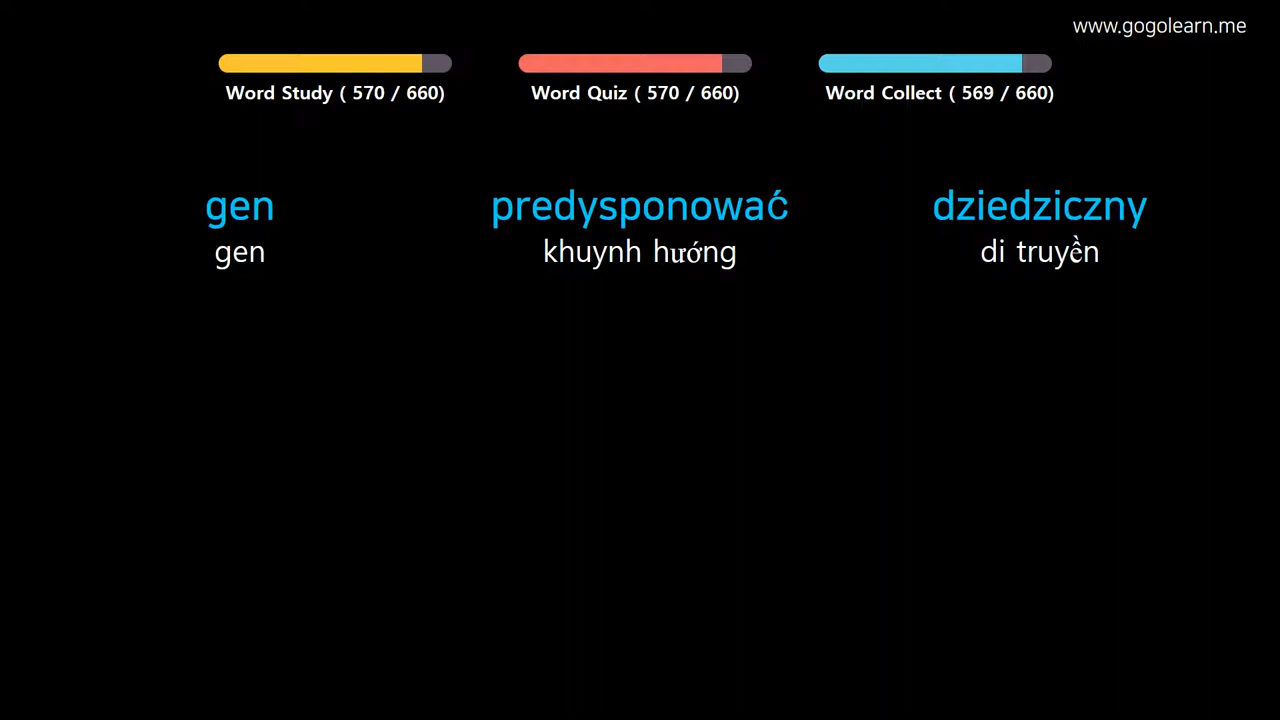 www.gogolearn.me
Word Study ( 570 / 660)
Word Quiz ( 570 / 660)
Word Collect ( 569 / 660)
gen
gen
predysponować
khuynh hướng
dziedziczny
di truyền